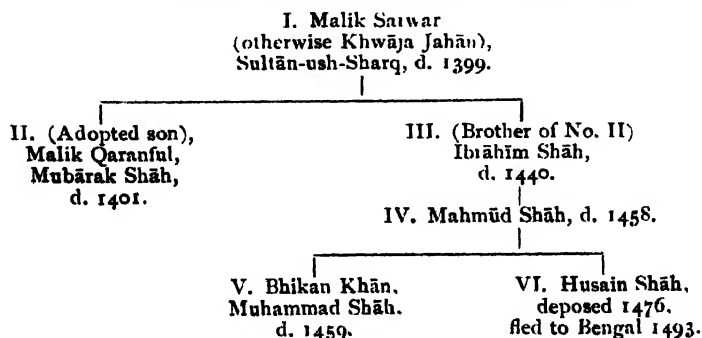 I. Malik Sarwar
(otherwise Khwāja Jahān),
Sultān-ush-Sharq, d. 1399.
II. (Adopted son),
Malik Qaranful,
Mubārak Shāh,
d. 1401.
III. (Brother of No. II)
Ibrāhīm Shāh,
d. 1440.
IV. Mahmūd Shāh, d. 1458.
V. Bhikan Khān,
Muhammad Shāh.
d. 1459.
VI. Husain Shāh,
deposed 1476,
fled to Bengal 1493.